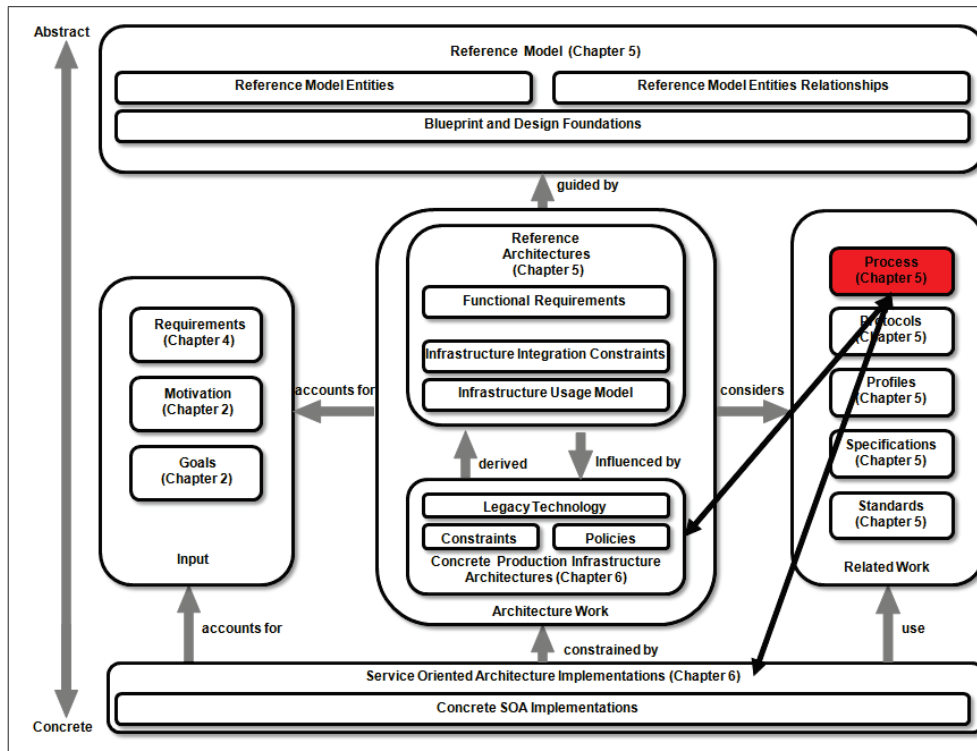 Abstract
Reference Model (Chapter 5)
Reference Model Entities
Reference Model Entities Relationships
Blueprint and Design Foundations
guided by
Reference
Architectures
(Chapter 5)
Functional Requirements
Infrastructure Integration Constraints
Infrastructure Usage Model
Requirements
(Chapter 4)
Motivation
(Chapter 2)
Goals
(Chapter 2)
Input
accounts for
considers
Process
(Chapter 5)
Protocols
(Chapter 5)
Profiles
(Chapter 5)
Specifications
(Chapter 5)
Standards
(Chapter 5)
Related Work
derived
Influenced by
Legacy Technology
Constraints
Policies
Concrete Production Infrastructure
Architectures (Chapter 6)
Architecture Work
accounts for
constrained by
use
Service Oriented Architecture Implementations (Chapter 6)
Concrete SOA Implementations
Concrete